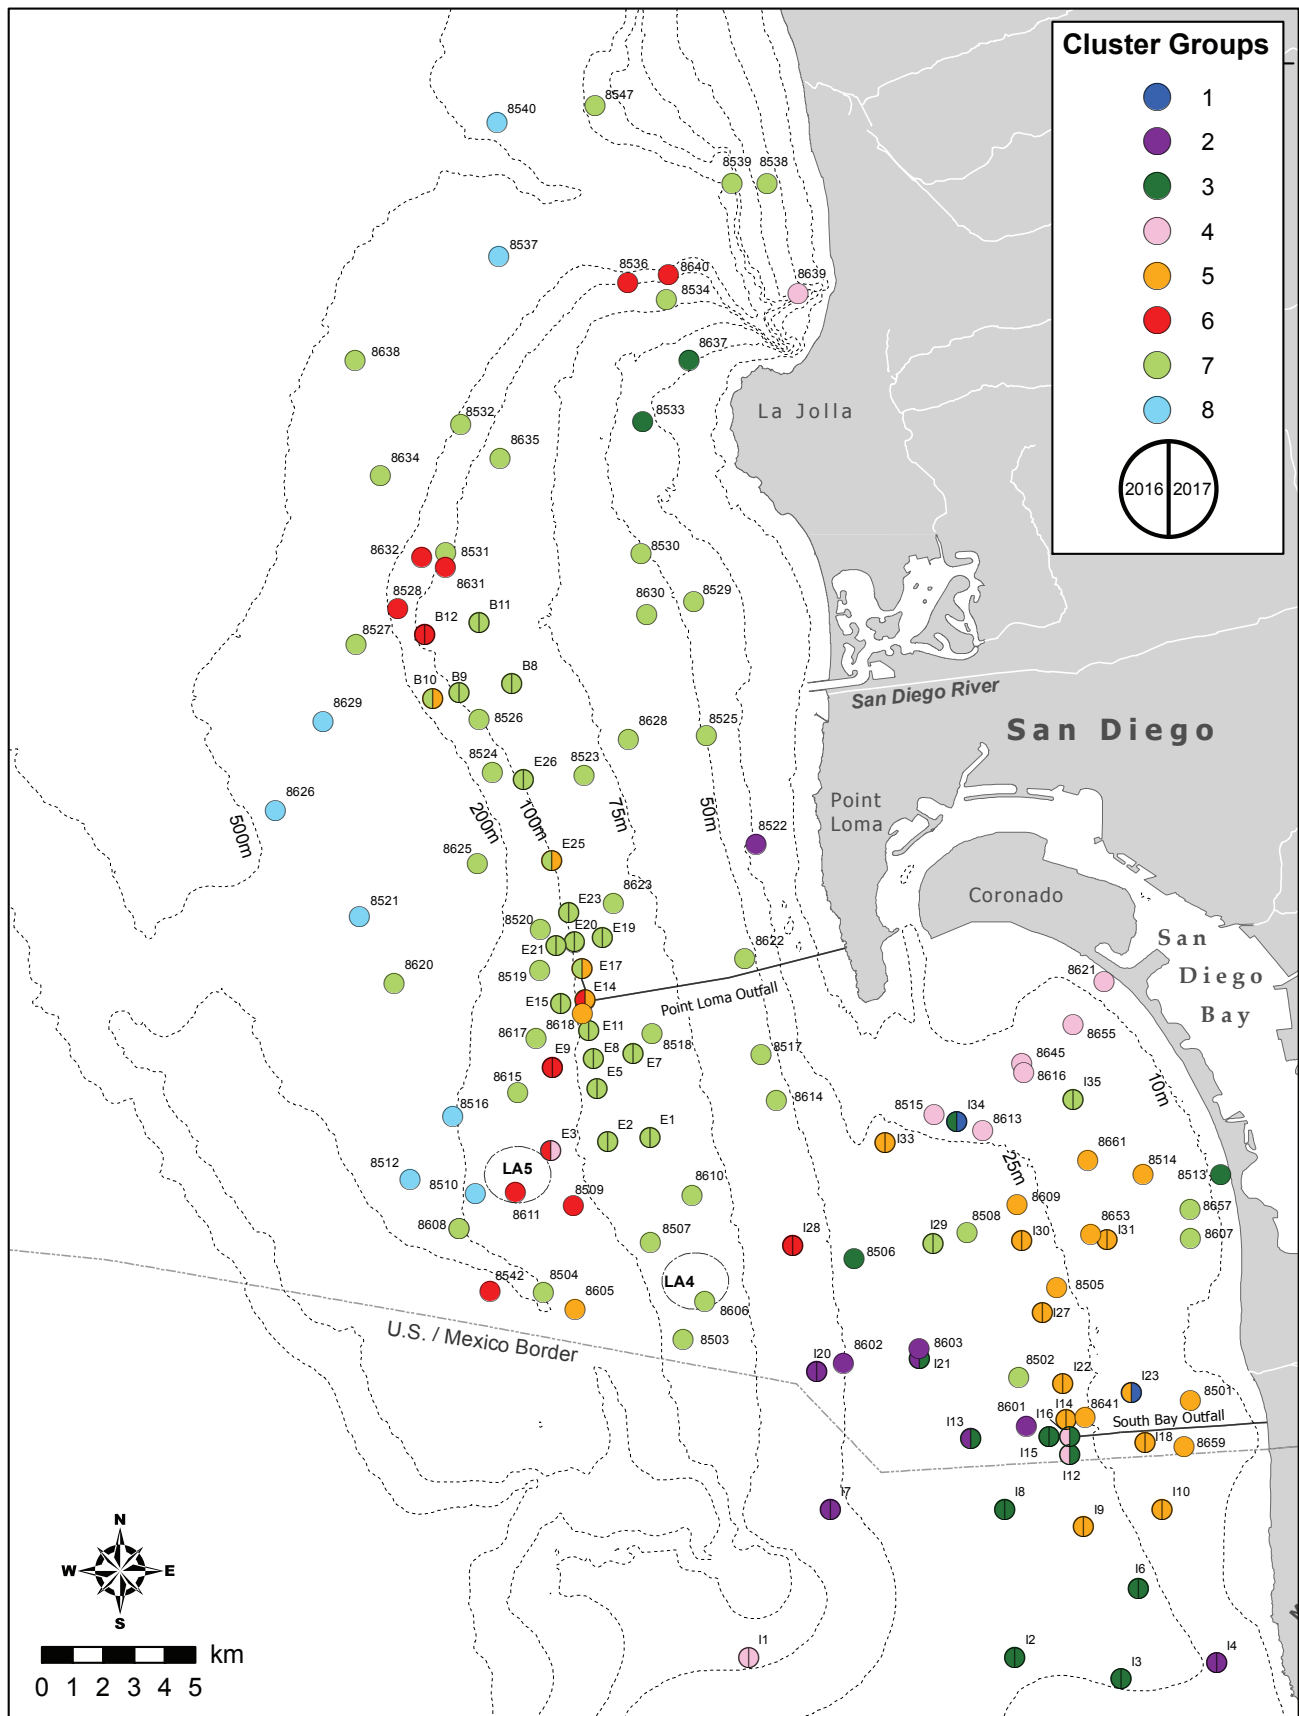 Cluster Groups
1
2
3
4
5
6
7
8
2016 2017
8547
8540
8539 8538
8537
8536 8640
8639
8534
8637
8638
La Jolla
8533
8532
8635
8634
8632 8531
8530
8631
8528
8630 8529
B12 B11
8527
B10 B9 B8
San Diego River
8629
8526
8628 8525
San Diego
8524 E26 8523
8626
500m
200m
100m
75m
50m
Point
Loma
8522
8625
E25
Coronado
8623
8521
E23
8520 E20 E19
E21
San
Diego
Bay
8622
8621
8620
8519 E17
E14
E15
Point Loma Outfall
8655
8617 8618 E11
8518
8517
E9 E8 E7
8645
8616
E5
8615
I35
10m
8614
8516
8515 I34 8613
E3 E2 E1
I33
25m
8661
8514 8513
LA5
8512
8510
8611
8509
8610
8609
8657
8608
8507
I28
I29 8508
I30
8653 I31
8607
8506
LA4
8542 8504
8605
8606
8505
I27
U.S. / Mexico Border
8503
8602
8603
I20
I21
8502 I22
I23
8501
8601 I14 8641
South Bay Outfall
I13
I16
I15
I18 8659
I12
I7
I8
I9
I10
I6
N
W E
S
km
0 1 2 3 4 5
I1
I2
I3
I4